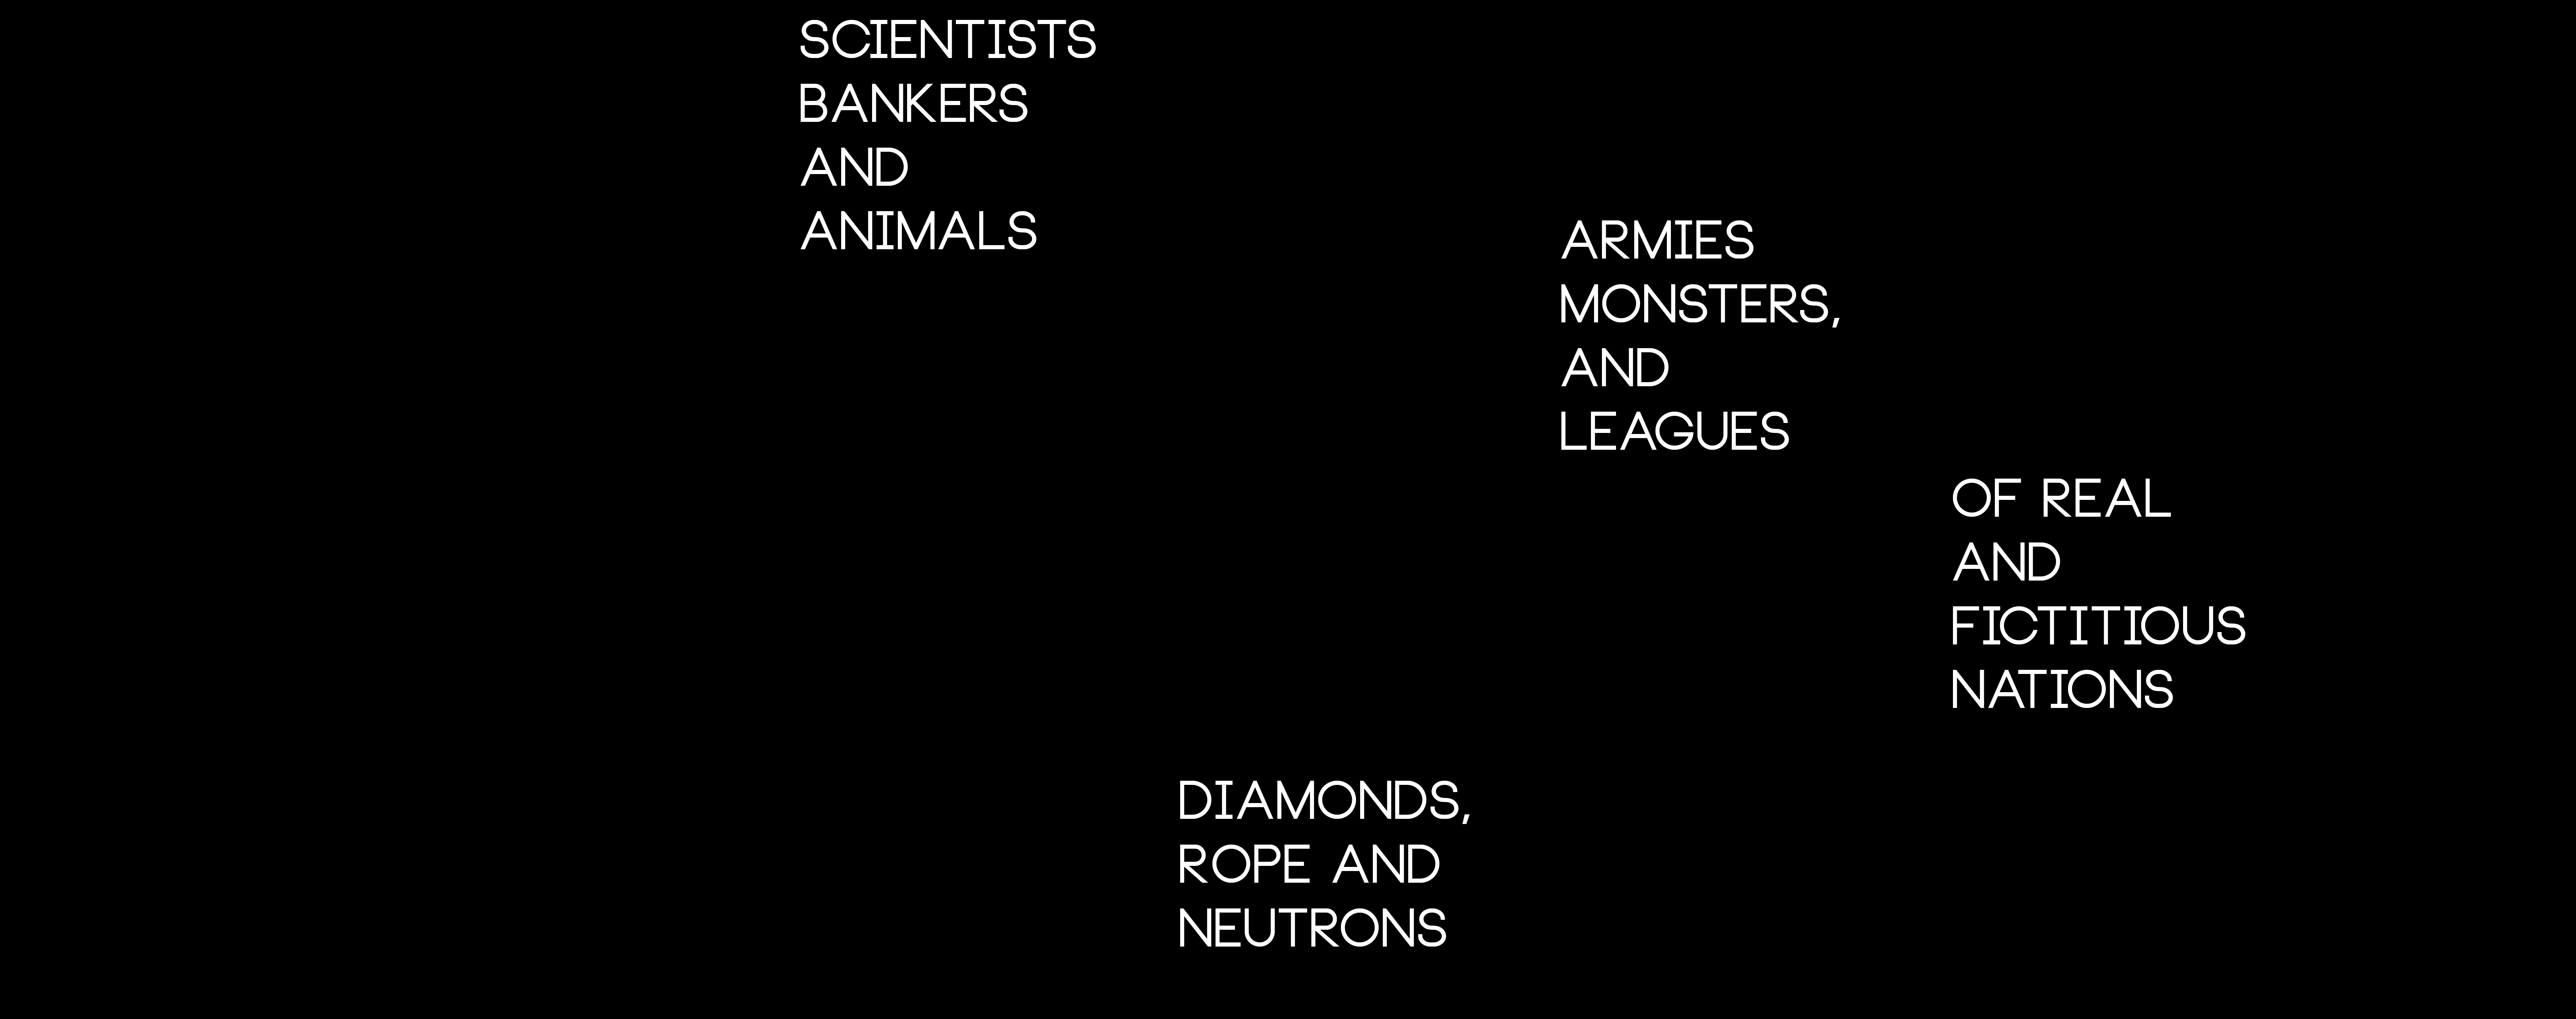 SCIENTISTS
BANKERS
AND
ANIMALS
ARMIES
MONSTERS,
AND
LEAGUES
OF REAL
AND
FICTITIOUS
NATIONS
DIAMONDS,
ROPE AND
NEUTRONS